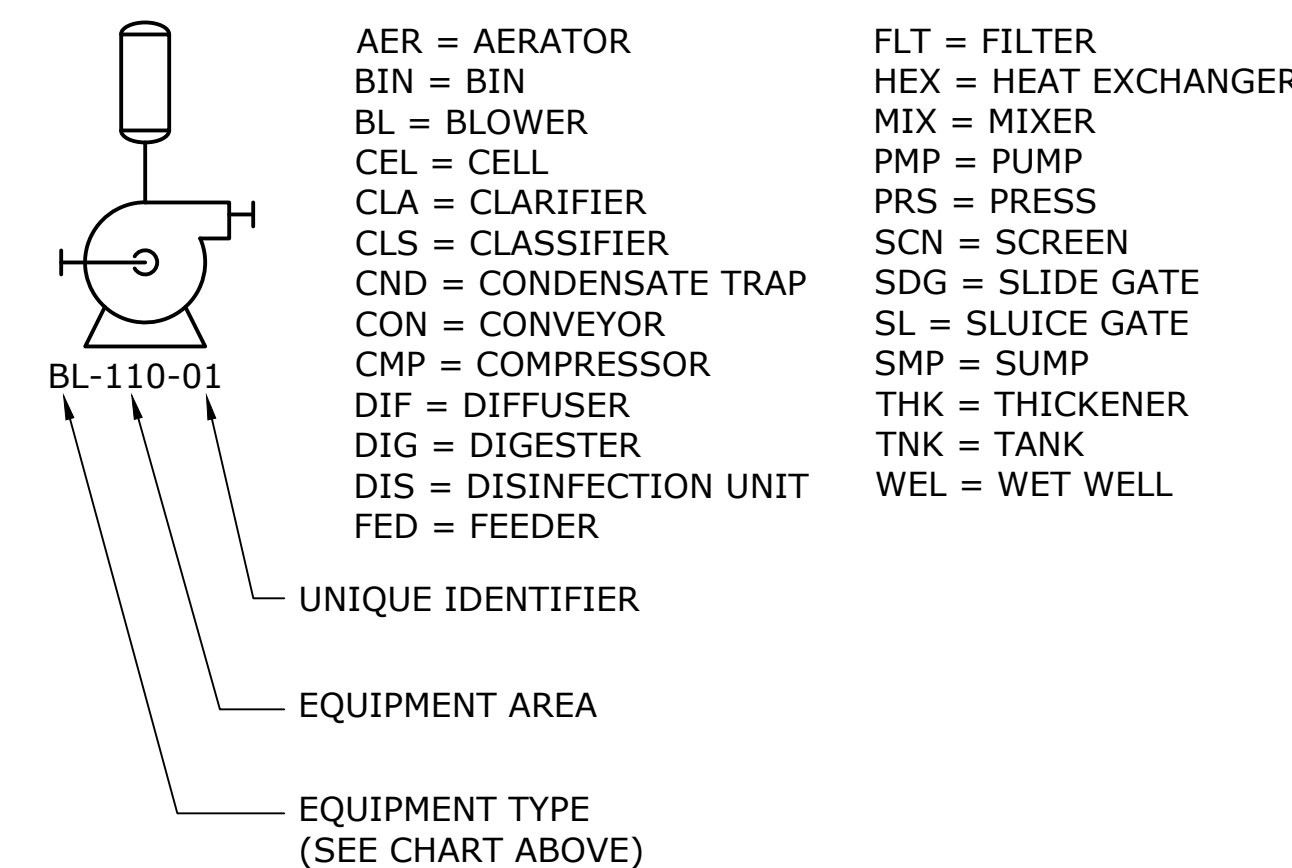 AER = AERATOR
BIN = BIN
BL = BLOWER
CEL = CELL
CLA = CLARIFIER
CLS = CLASSIFIER
CND = CONDENSATE TRAP
CON = CONVEYOR
CMP = COMPRESSOR
DIF = DIFFUSER
DIG = DIGESTER
DIS = DISINFECTION UNIT
FED = FEEDER
FLT = FILTER
HEX = HEAT EXCHANGER
MIX = MIXER
PMP = PUMP
PRS = PRESS
SCN = SCREEN
SDG = SLIDE GATE
SL = SLUICE GATE
SMP = SUMP
THK = THICKENER
TNK = TANK
WEL = WET WELL
BL-110-01
UNIQUE IDENTIFIER
EQUIPMENT AREA
EQUIPMENT TYPE
(SEE CHART ABOVE)